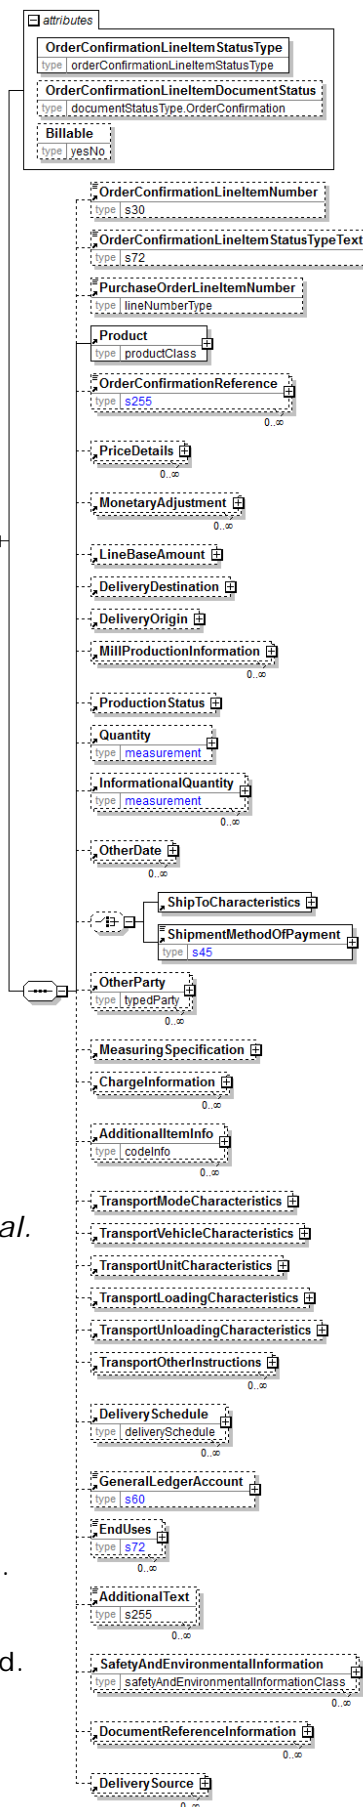 attributes
OrderConfirmationLineItemStatusType
type orderConfirmationLineItemStatusType
OrderConfirmationLineItemDocumentStatus
type documentStatusType.OrderConfirmation
Billable
type yesNo
OrderConfirmationLineItemNumber
type s30
OrderConfirmationLineItemStatusTypeText
type s72
PurchaseOrderLineItemNumber
type lineNumberType
Product
type productClass
OrderConfirmationReference
type s255
0..∞
PriceDetails
0..∞
MonetaryAdjustment
0..∞
LineBaseAmount
DeliveryDestination
DeliveryOrigin
MillProductionInformation
0..∞
ProductionStatus
Quantity
type measurement
InformationalQuantity
type measurement
0..∞
OtherDate
0..∞
ShipToCharacteristics
ShipmentMethodOfPayment
type s45
OtherParty
type typedParty
0..∞
MeasuringSpecification
ChargeInformation
0..∞
AdditionalItemInfo
type codeInfo
0..∞
TransportModeCharacteristics
al.
TransportVehicleCharacteristics
TransportUnitCharacteristics
TransportLoadingCharacteristics
TransportUnloadingCharacteristics
TransportOtherInstructions
0..∞
DeliverySchedule
type deliverySchedule
0..∞
GeneralLedgerAccount
type s60
EndUses
type s72
0..∞
.
AdditionalText
type s255
0..∞
d.
SafetyAndEnvironmentalInformation
type safetyAndEnvironmentalInformationClass
0..∞
DocumentReferenceInformation
0..∞
DeliverySource
0..∞